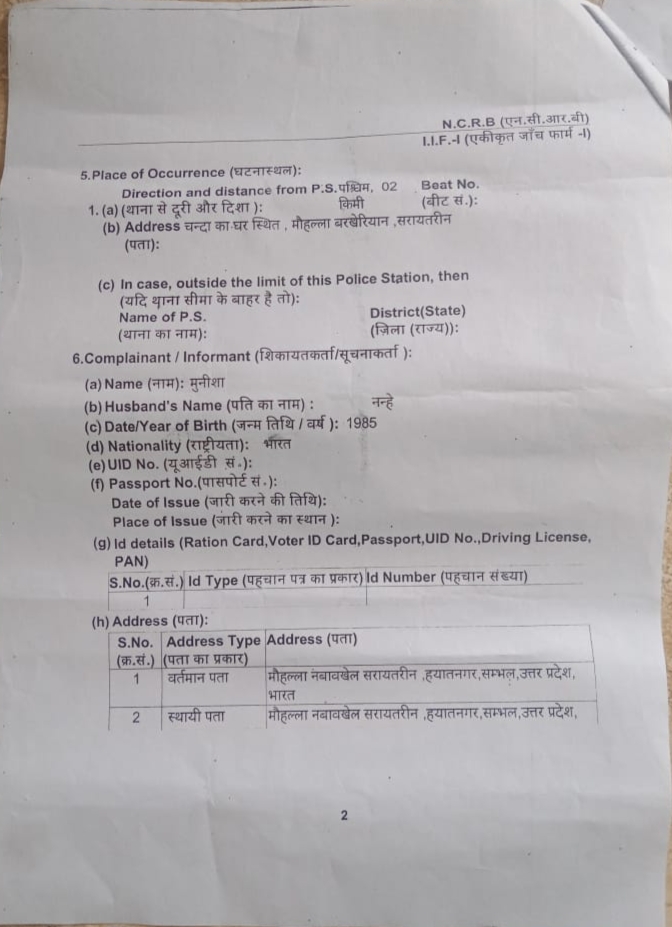 N.C.R.B (एन.सी.आर.बी)
I.I.F.-I (एकीकृत जाँच फार्म -I)
5.Place of Occurrence (घटनास्थल):
Direction and distance from P.S. पश्चिम, 02 Beat No.
1. (a) (थाना से दूरी और दिशा ): किमी (बीट सं.):
(b) Address चन्दा का घर स्थित , मौहल्ला बरखेरियान ,सरायतरीन
(पता):
(c) In case, outside the limit of this Police Station, then
(यदि थाना सीमा के बाहर है तो):
Name of P.S. District(State)
(थाना का नाम): (ज़िला (राज्य)):
6.Complainant / Informant (शिकायतकर्ता/सूचनाकर्ता ):
(a) Name (नाम): मुनीशा
(b) Husband's Name (पति का नाम) : नन्हे
(c) Date/Year of Birth (जन्म तिथि / वर्ष ): 1985
(d) Nationality (राष्ट्रीयता): भारत
(e) UID No. (यूआईडी सं.):
(f) Passport No.(पासपोर्ट सं.):
Date of Issue (जारी करने की तिथि):
Place of Issue (जारी करने का स्थान ):
(g) Id details (Ration Card,Voter ID Card,Passport,UID No.,Driving License,
PAN)
S.No.(क्र.सं.) Id Type (पहचान पत्र का प्रकार) Id Number (पहचान संख्या)
1
(h) Address (पता):
S.No. Address Type Address (पता)
(क्र.सं.) (पता का प्रकार)
1 वर्तमान पता मौहल्ला नबावखेल सरायतरीन ,हयातनगर,सम्भल,उत्तर प्रदेश,
भारत
2 स्थायी पता मौहल्ला नबावखेल सरायतरीन ,हयातनगर,सम्भल,उत्तर प्रदेश,
2